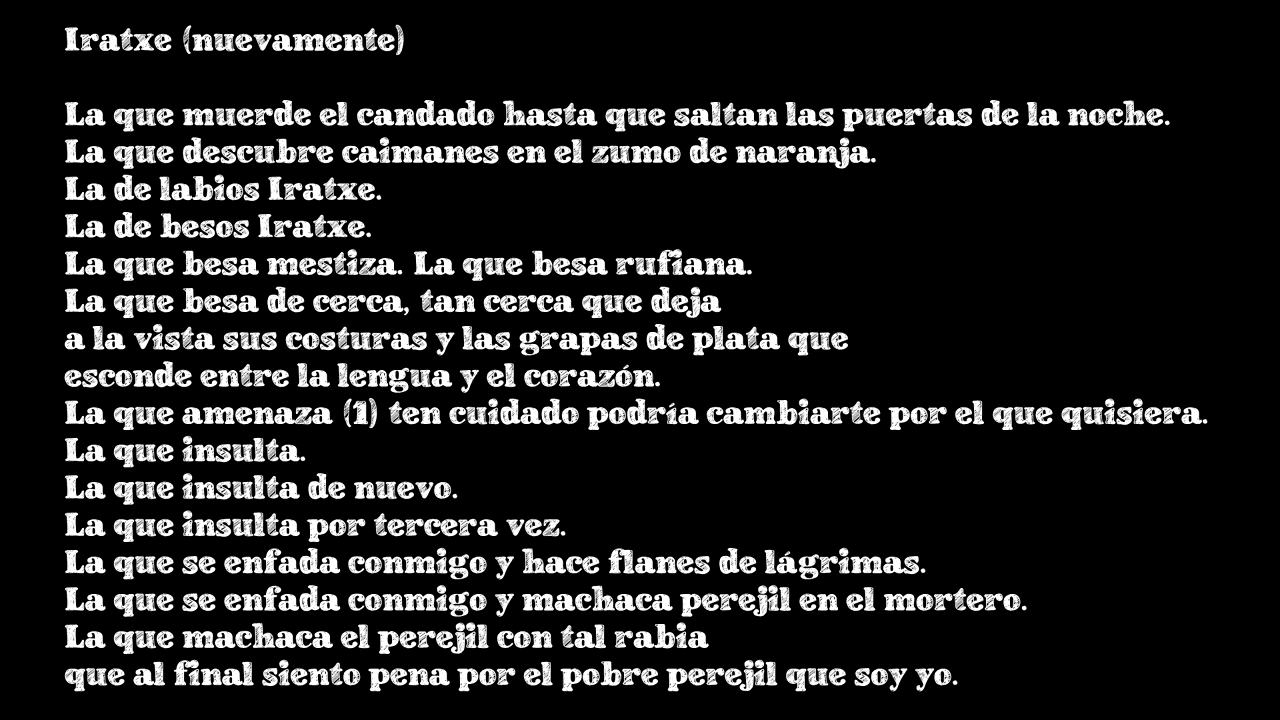 Iratxe (nuevamente)
La que muerde el candado hasta que saltan las puertas de la noche.
La que descubre caimanes en el zumo de naranja.
La de labios Iratxe.
La de besos Iratxe.
La que besa mestiza. La que besa rufiana.
La que besa de cerca, tan cerca que deja
a la vista sus costuras y las grapas de plata que
esconde entre la lengua y el corazón.
La que amenaza (1) ten cuidado podría cambiarte por el que quisiera.
La que insulta.
La que insulta de nuevo.
La que insulta por tercera vez.
La que se enfada conmigo y hace flanes de lágrimas.
La que se enfada conmigo y machaca perejil en el mortero.
La que machaca el perejil con tal rabia
que al final siento pena por el pobre perejil que soy yo.